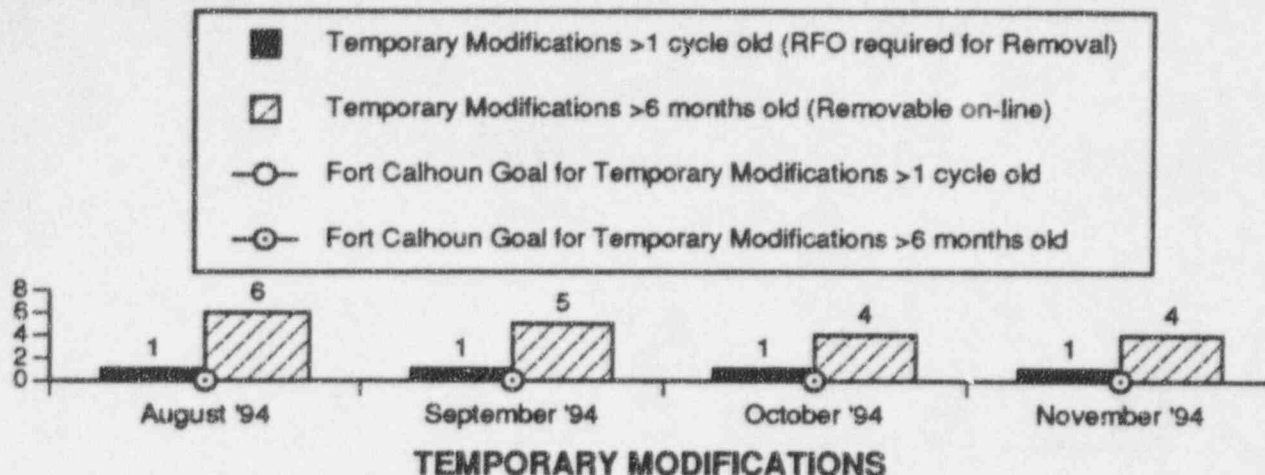 Temporary Modifications >1 cycle old (RFO required for Removal)
Temporary Modifications >6 months old (Removable on-line)
Fort Calhoun Goal for Temporary Modifications >1 cycle old
Fort Calhoun Goal for Temporary Modifications >6 months old
8
6
4
2
0
1
6
1
5
1
4
1
4
August '94
September '94
October '94
November '94
TEMPORARY MODIFICATIONS